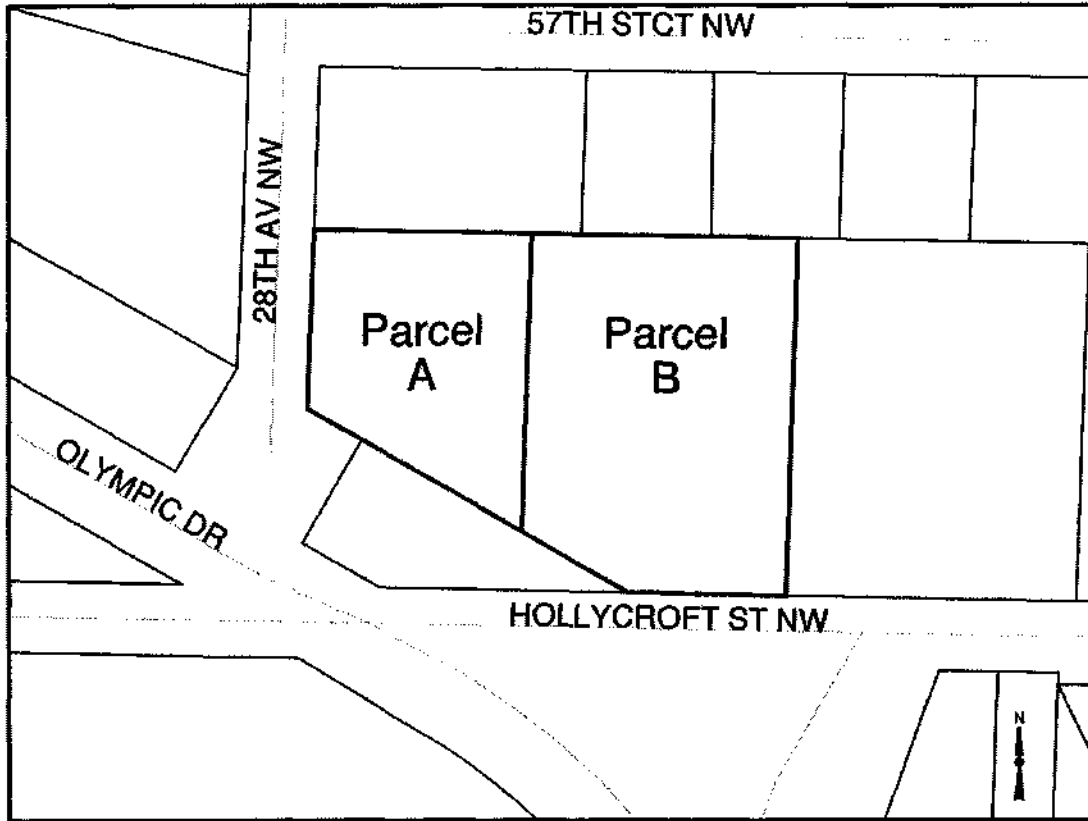 57TH STCT NW
28TH AV NW
Parcel
A
Parcel
B
OLYMPIC DR
HOLLYCROFT ST NW
N